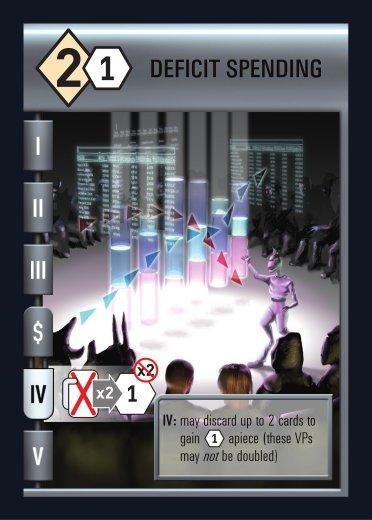 2 1 DEFICIT SPENDING
I
II
III
$
IV x2 1 x2
IV: may discard up to 2 cards to
gain 1 apiece (these VPs
may not be doubled)
V